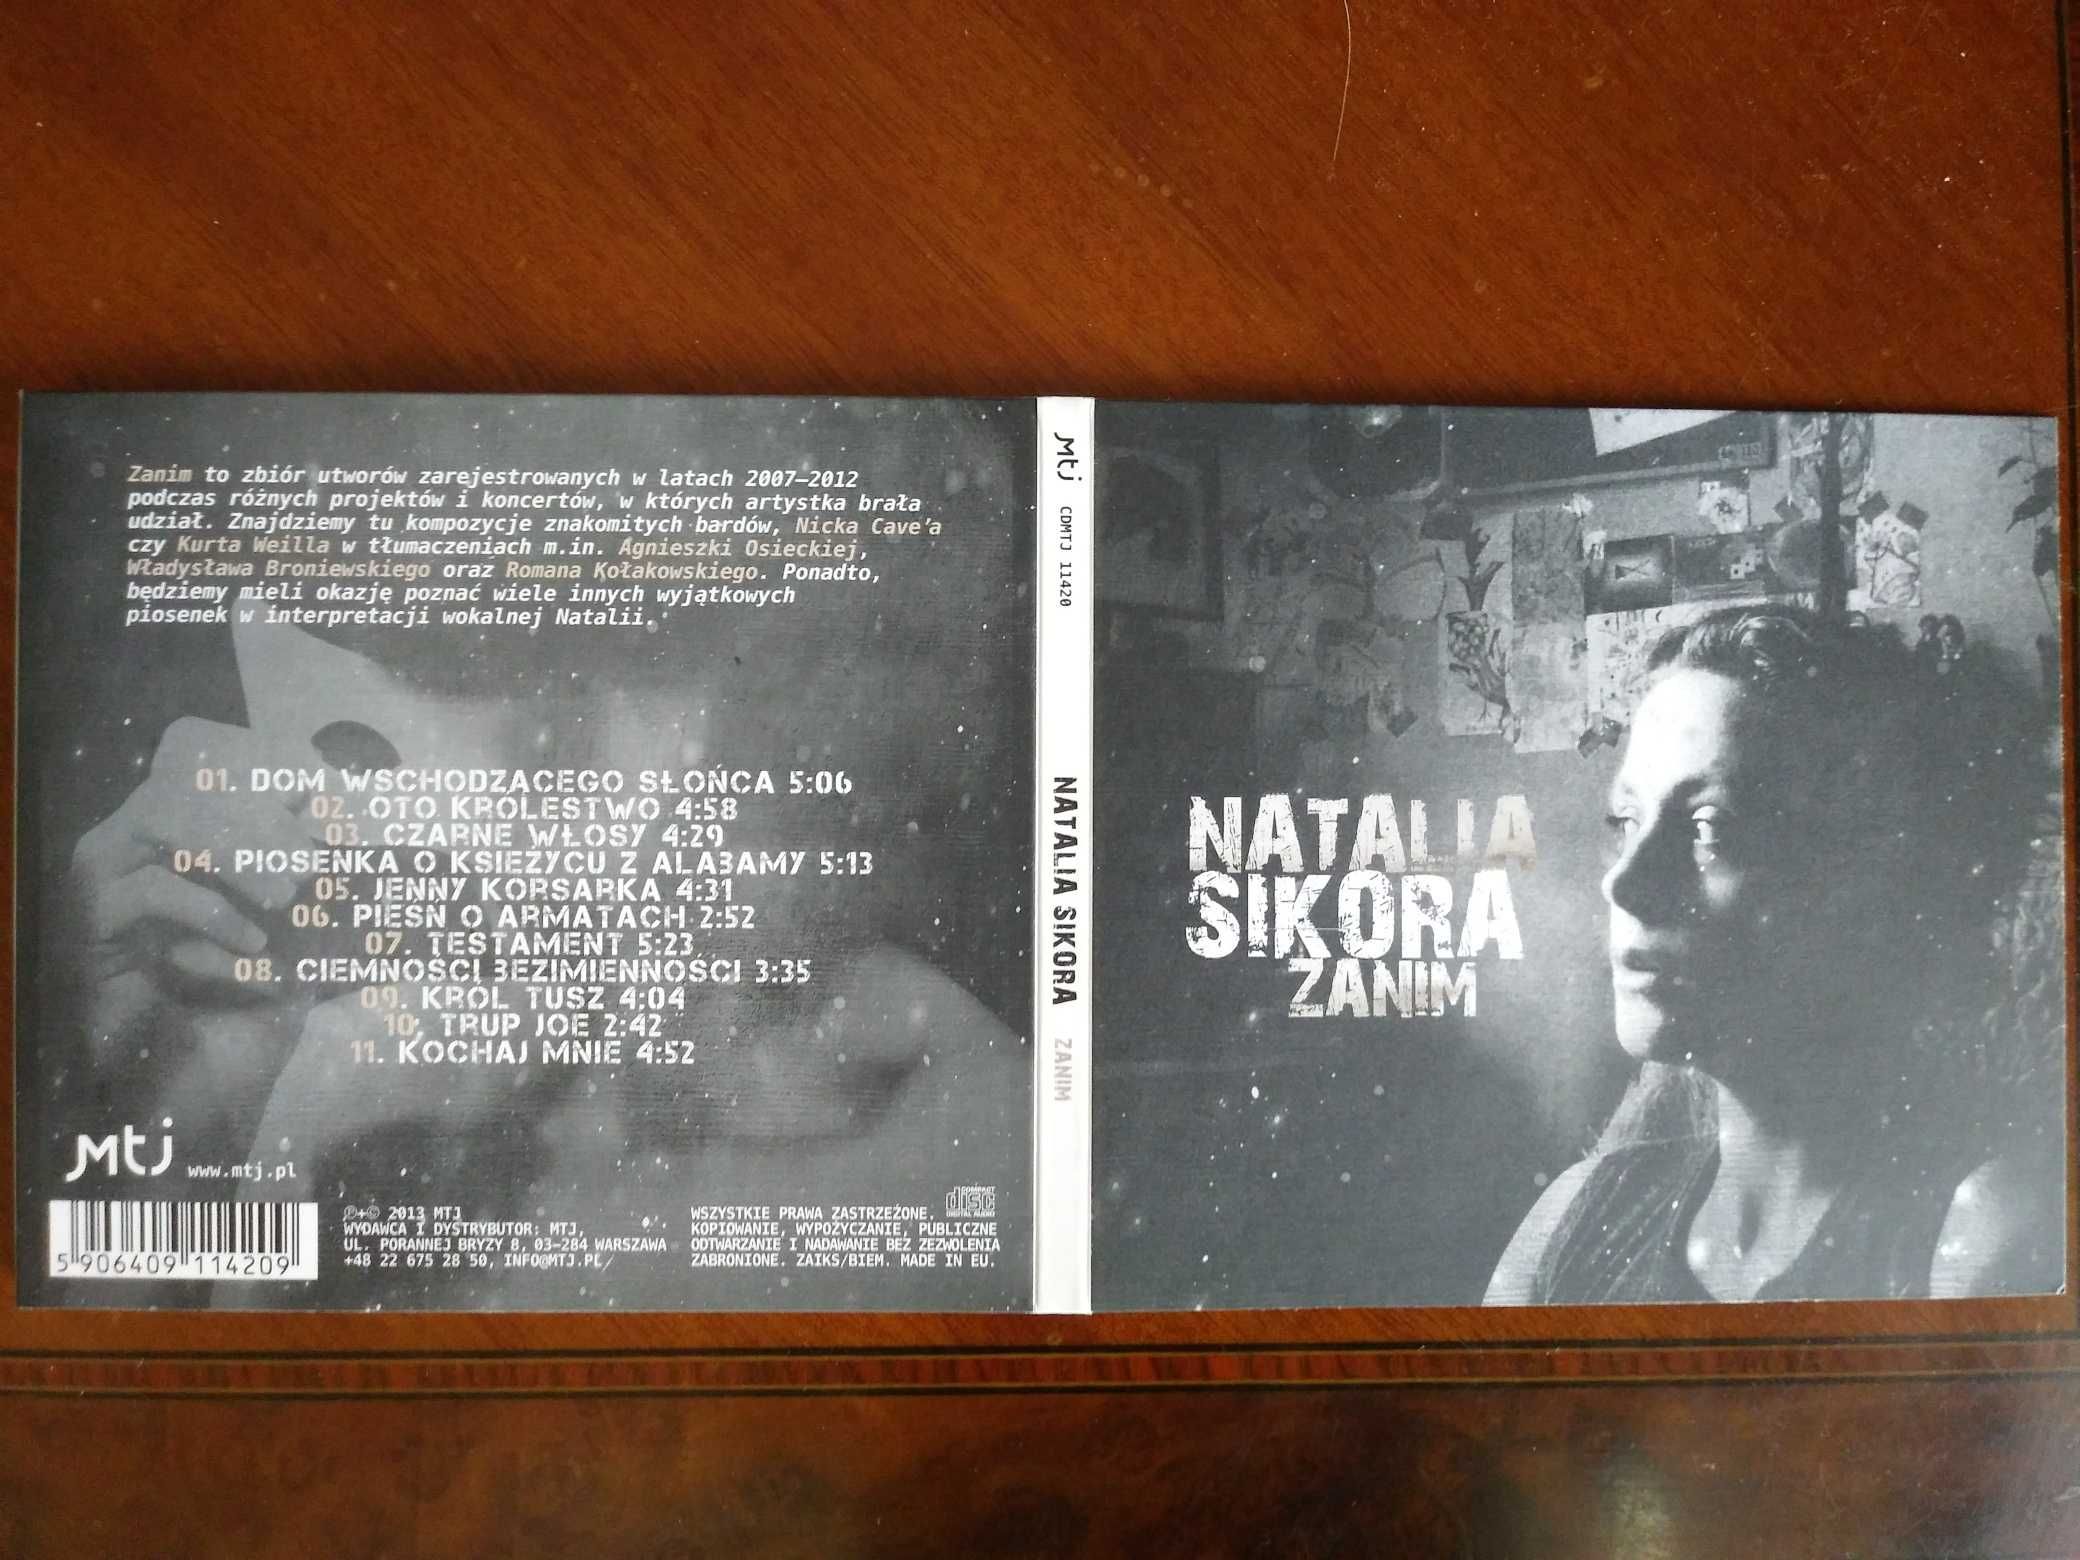 Zanim to zbiór utworów zarejestrowanych w latach 2007–2012
podczas różnych projektów i koncertów, w których artystka brała
udział. Znajdziemy tu kompozycje znakomitych bardów, Nicka Cave'a
czy Kurta Weilla w tłumaczeniach m.in. Agnieszki Osieckiej,
Władysława Broniewskiego oraz Romana Kołakowskiego. Ponadto,
będziemy mieli okazję poznać wiele innych wyjątkowych
piosenek w interpretacji wokalnej Natalii.
01. DOM WSCHODZĄCEGO SŁOŃCA 5:06
02. OTO KRÓLESTWO 4:58
03. CZARNE WŁOSY 4:29
04. PIOSENKA O KSIĘŻYCU Z ALABAMY 5:13
05. JENNY KORSARKA 4:31
06. PIEŚŃ O ARMATACH 2:52
07. TESTAMENT 5:23
08. CIEMNOŚCI BEZIMIENNOŚCI 3:35
09. KRÓL TUSZ 4:04
10. TRUP JOE 2:42
11. KOCHAJ MNIE 4:52
mtj www.mtj.pl
5 906409 114209
℗+© 2013 MTJ
WYDAWCA I DYSTRYBUTOR: MTJ,
UL. PORANNEJ BRYZY 8, 03-284 WARSZAWA
+48 22 675 28 50, INFO@MTJ.PL
WSZYSTKIE PRAWA ZASTRZEŻONE.
KOPIOWANIE, WYPOŻYCZANIE, PUBLICZNE
ODTWARZANIE I NADAWANIE BEZ ZEZWOLENIA
ZABRONIONE. ZAIKS/BIEM. MADE IN EU.
COMPACT
disc
DIGITAL AUDIO
mtj CDMTJ 11420 NATALIA SIKORA ZANIM
NATALIA
SIKORA
ZANIM